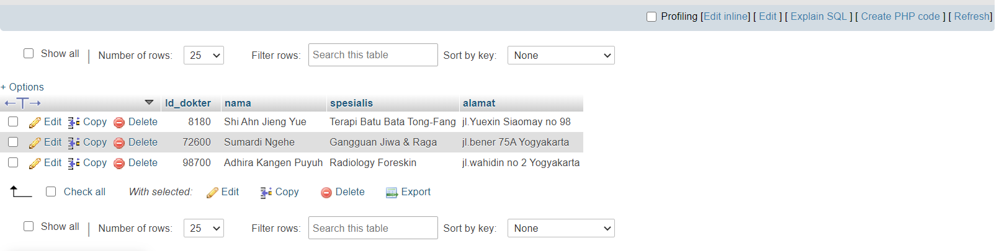 Profiling [Edit inline] [ Edit ] [ Explain SQL ] [ Create PHP code ] [ Refresh]
Show all | Number of rows: 25 Filter rows: Search this table Sort by key: None
+ Options
←T→ Id_dokter nama spesialis alamat
Edit Copy Delete 8180 Shi Ahn Jieng Yue Terapi Batu Bata Tong-Fang jl.Yuexin Siaomay no 98
Edit Copy Delete 72600 Sumardi Ngehe Gangguan Jiwa & Raga jl.bener 75A Yogyakarta
Edit Copy Delete 98700 Adhira Kangen Puyuh Radiology Foreskin jl.wahidin no 2 Yogyakarta
Check all With selected: Edit Copy Delete Export
Show all | Number of rows: 25 Filter rows: Search this table Sort by key: None